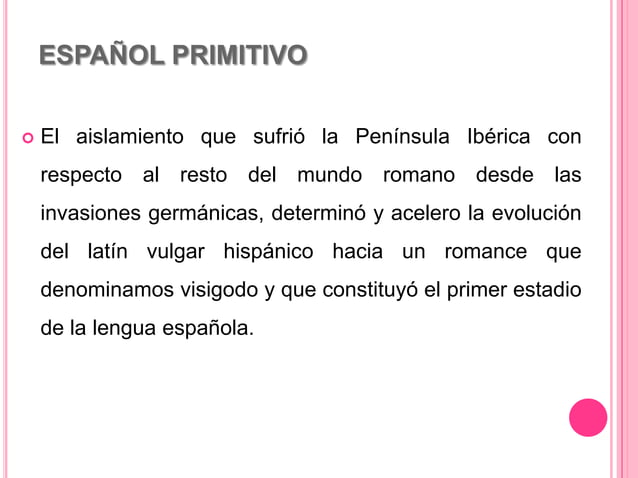 ESPAÑOL PRIMITIVO
El aislamiento que sufrió la Península Ibérica con
respecto al resto del mundo romano desde las
invasiones germánicas, determinó y acelero la evolución
del latín vulgar hispánico hacia un romance que
denominamos visigodo y que constituyó el primer estadio
de la lengua española.